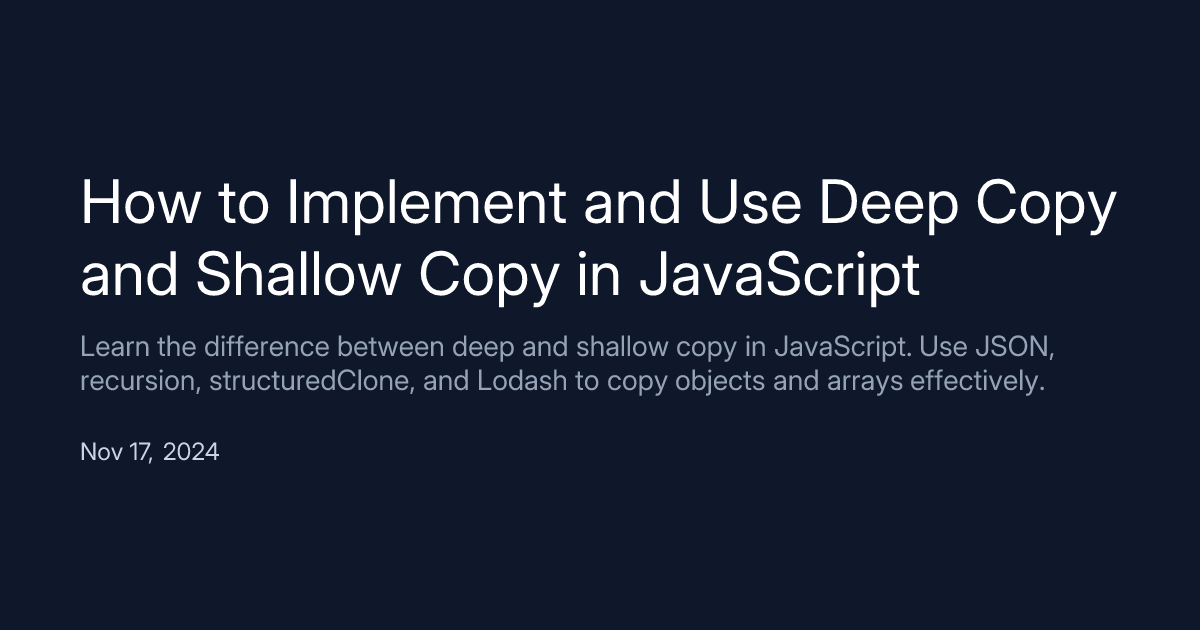 How to Implement and Use Deep Copy
and Shallow Copy in JavaScript
Learn the difference between deep and shallow copy in JavaScript. Use JSON,
recursion, structuredClone, and Lodash to copy objects and arrays effectively.
Nov 17, 2024